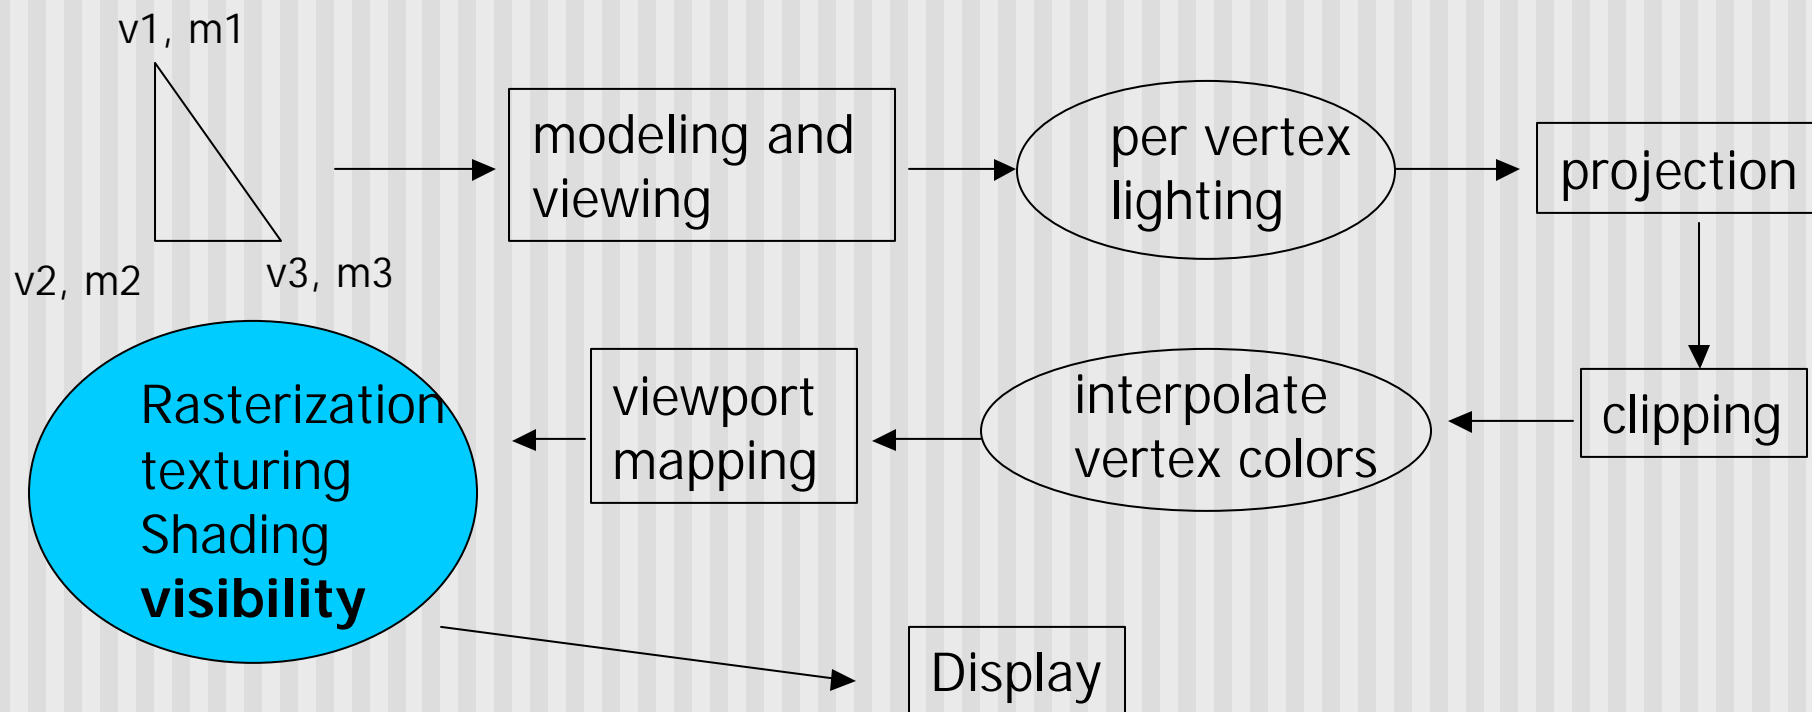 v1, m1
v2, m2
v3, m3
modeling and
viewing
per vertex
lighting
projection
clipping
interpolate
vertex colors
viewport
mapping
Rasterization
texturing
Shading
visibility
Display